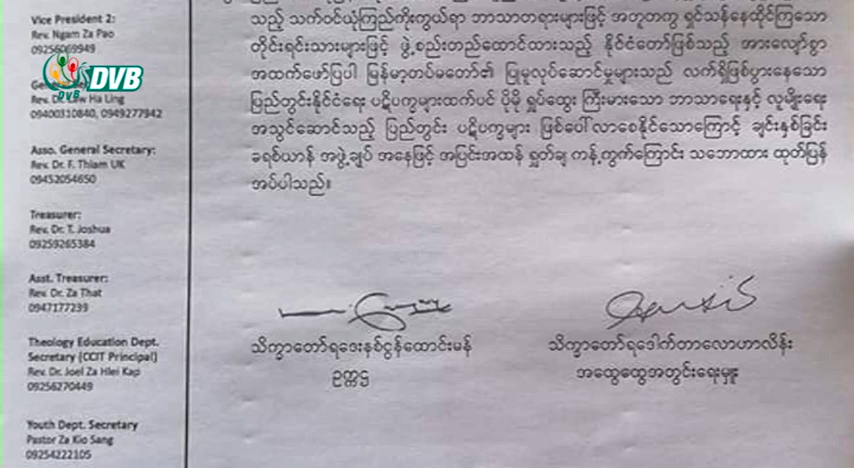 Vice President 2:
Rev. Ngam Za Pao
09256069949
DVB
DVB
Rev. Dr. Law Ha Ling
09400310840, 0949277942
Asso. General Secretary:
Rev. Dr. F. Thiam UK
09452054650
Treasurer:
Rev. Dr. T. Joshua
09259265384
Asst. Treasurer:
Rev. Dr. Za That
0947177239
Theology Education Dept.
Secretary (CCIT Principal)
Rev. Dr. Joel Za Hlei Kap
09256270449
Youth Dept. Secretary
Pastor Za Kio Sang
09254222105
သည့် သက်ဝင်ယုံကြည်ကိုးကွယ်ရာ ဘာသာတရားများဖြင့် အတူတကွ ရှင်သန်နေထိုင်ကြသော
တိုင်းရင်းသားများဖြင့် ဖွဲ့စည်းတည်ထောင်ထားသည့် နိုင်ငံတော်ဖြစ်သည့် အားလျော်စွာ
အထက်ဖော်ပြပါ မြန်မာ့တပ်မတော်၏ ပြုမူလုပ်ဆောင်မှုများသည် လက်ရှိဖြစ်ပွားနေသော
ပြည်တွင်းနိုင်ငံရေး ပဋိပက္ခများထက်ပင် ပိုမို ရှုပ်ထွေး ကြီးမားသော ဘာသာရေးနှင့် လူမျိုးရေး
အသွင်ဆောင်သည့် ပြည်တွင်း ပဋိပက္ခများ ဖြစ်ပေါ်လာစေနိုင်သောကြောင့် ချင်းနှစ်ခြင်း
ခရစ်ယာန် အဖွဲ့ချုပ် အနေဖြင့် အပြင်းအထန် ရှုတ်ချ ကန့်ကွက်ကြောင်း သဘောထား ထုတ်ပြန်
အပ်ပါသည်။
သိက္ခာတော်ရဒေးနှစ်ငွန်ထောင်းမန်
ဥက္ကဌ
သိက္ခာတော်ရဒေါက်တာလောဟာလိန်း
အထွေထွေအတွင်းရေးမှူး